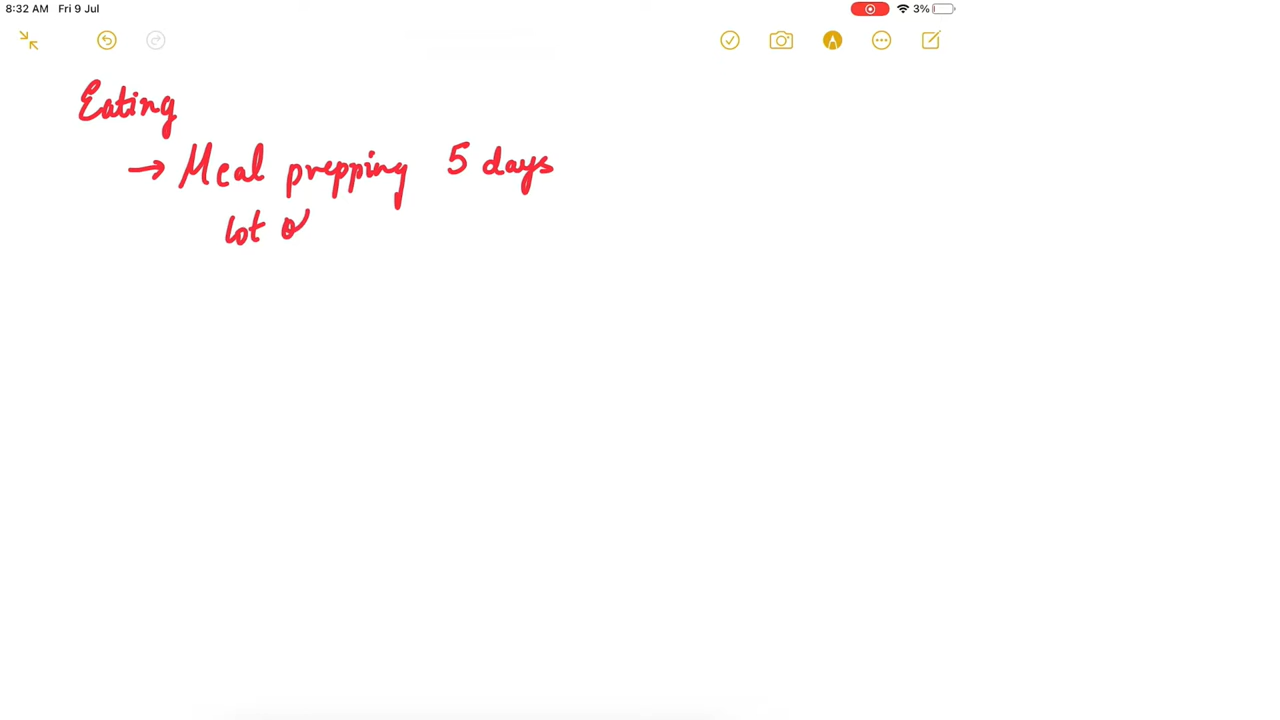 8:32 AM Fri 9 Jul 3%
Eating
→ Meal prepping 5 days
lot o